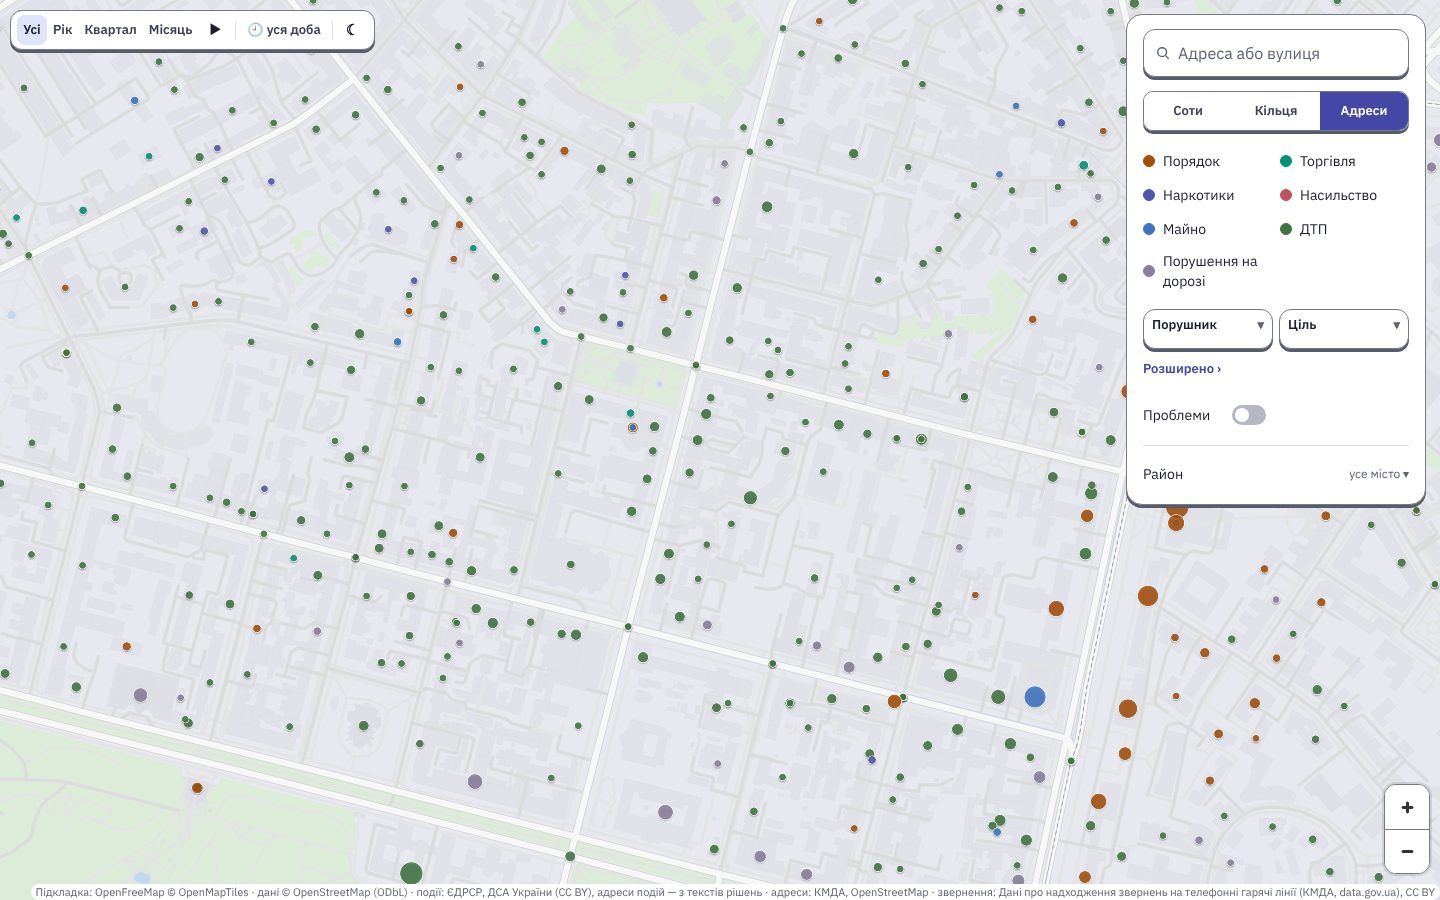 Усі Рік Квартал Місяць ▶ 🕘 уся доба ☾
Адреса або вулиця
Соти Кільця Адреси
Порядок Торгівля
Наркотики Насильство
Майно ДТП
Порушення на
дорозі
Порушник ▾ Ціль ▾
Розширено ›
Проблеми
Район усе місто ▾
+
−
Підкладка: OpenFreeMap © OpenMapTiles · дані © OpenStreetMap (ODbL) · події: ЄДРСР, ДСА України (CC BY), адреси подій — з текстів рішень · адреси: КМДА, OpenStreetMap · звернення: Дані про надходження звернень на телефонні гарячі лінії (КМДА, data.gov.ua), CC BY